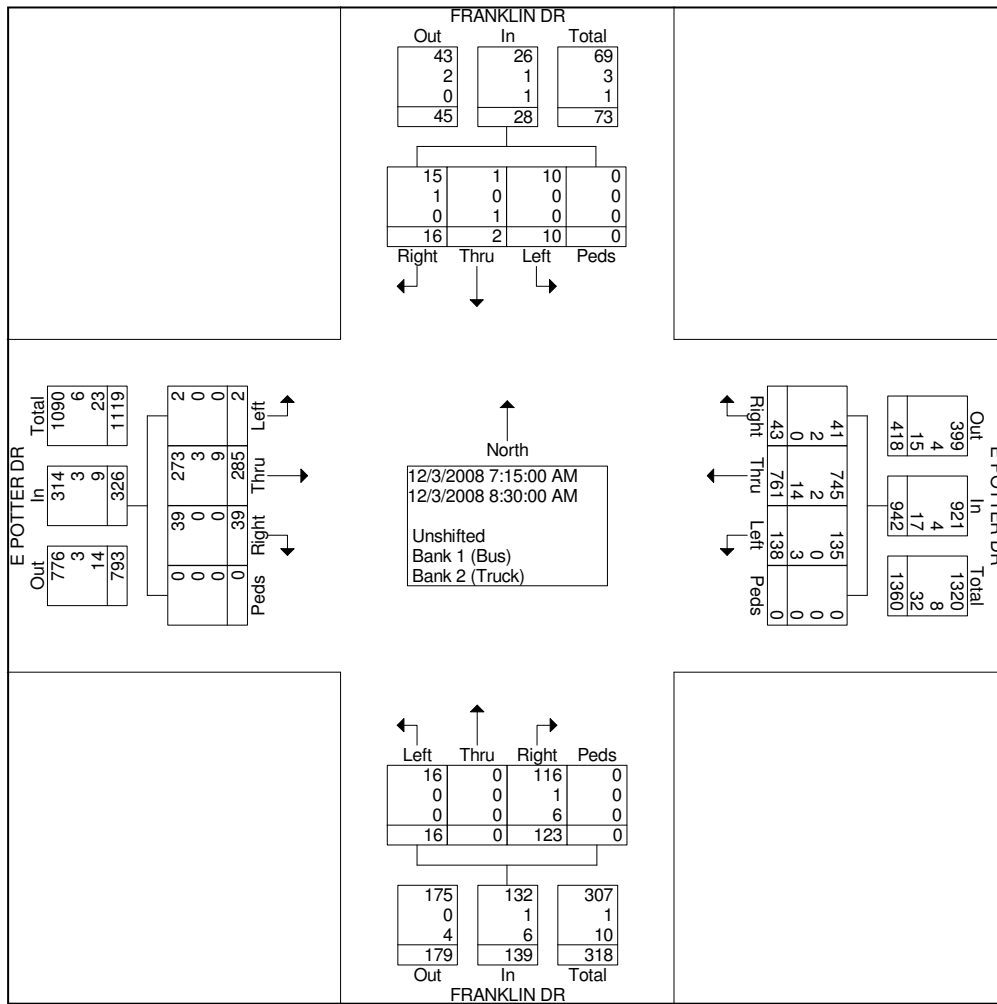 FRANKLIN DR
Out In Total
43 26 69
2 1 3
0 1 1
45 28 73
15 1 10 0
1 0 0 0
0 1 0 0
16 2 10 0
Right Thru Left Peds
E POTTER DR
Total In Out
1090 314 776
6 3 3
23 9 14
1119 326 793
2 273 39 0
0 3 0 0
0 9 0 0
2 285 39 0
Left Thru Right Peds
North
12/3/2008 7:15:00 AM
12/3/2008 8:30:00 AM
Unshifted
Bank 1 (Bus)
Bank 2 (Truck)
Right Thru Left Peds
41 745 135 0
2 2 0 0
0 14 3 0
43 761 138 0
Out In Total
399 921 1320
4 4 8
15 17 32
418 942 1360
E POTTER DR
Left Thru Right Peds
16 0 116 0
0 0 1 0
0 0 6 0
16 0 123 0
175 132 307
0 1 1
4 6 10
179 139 318
Out In Total
FRANKLIN DR